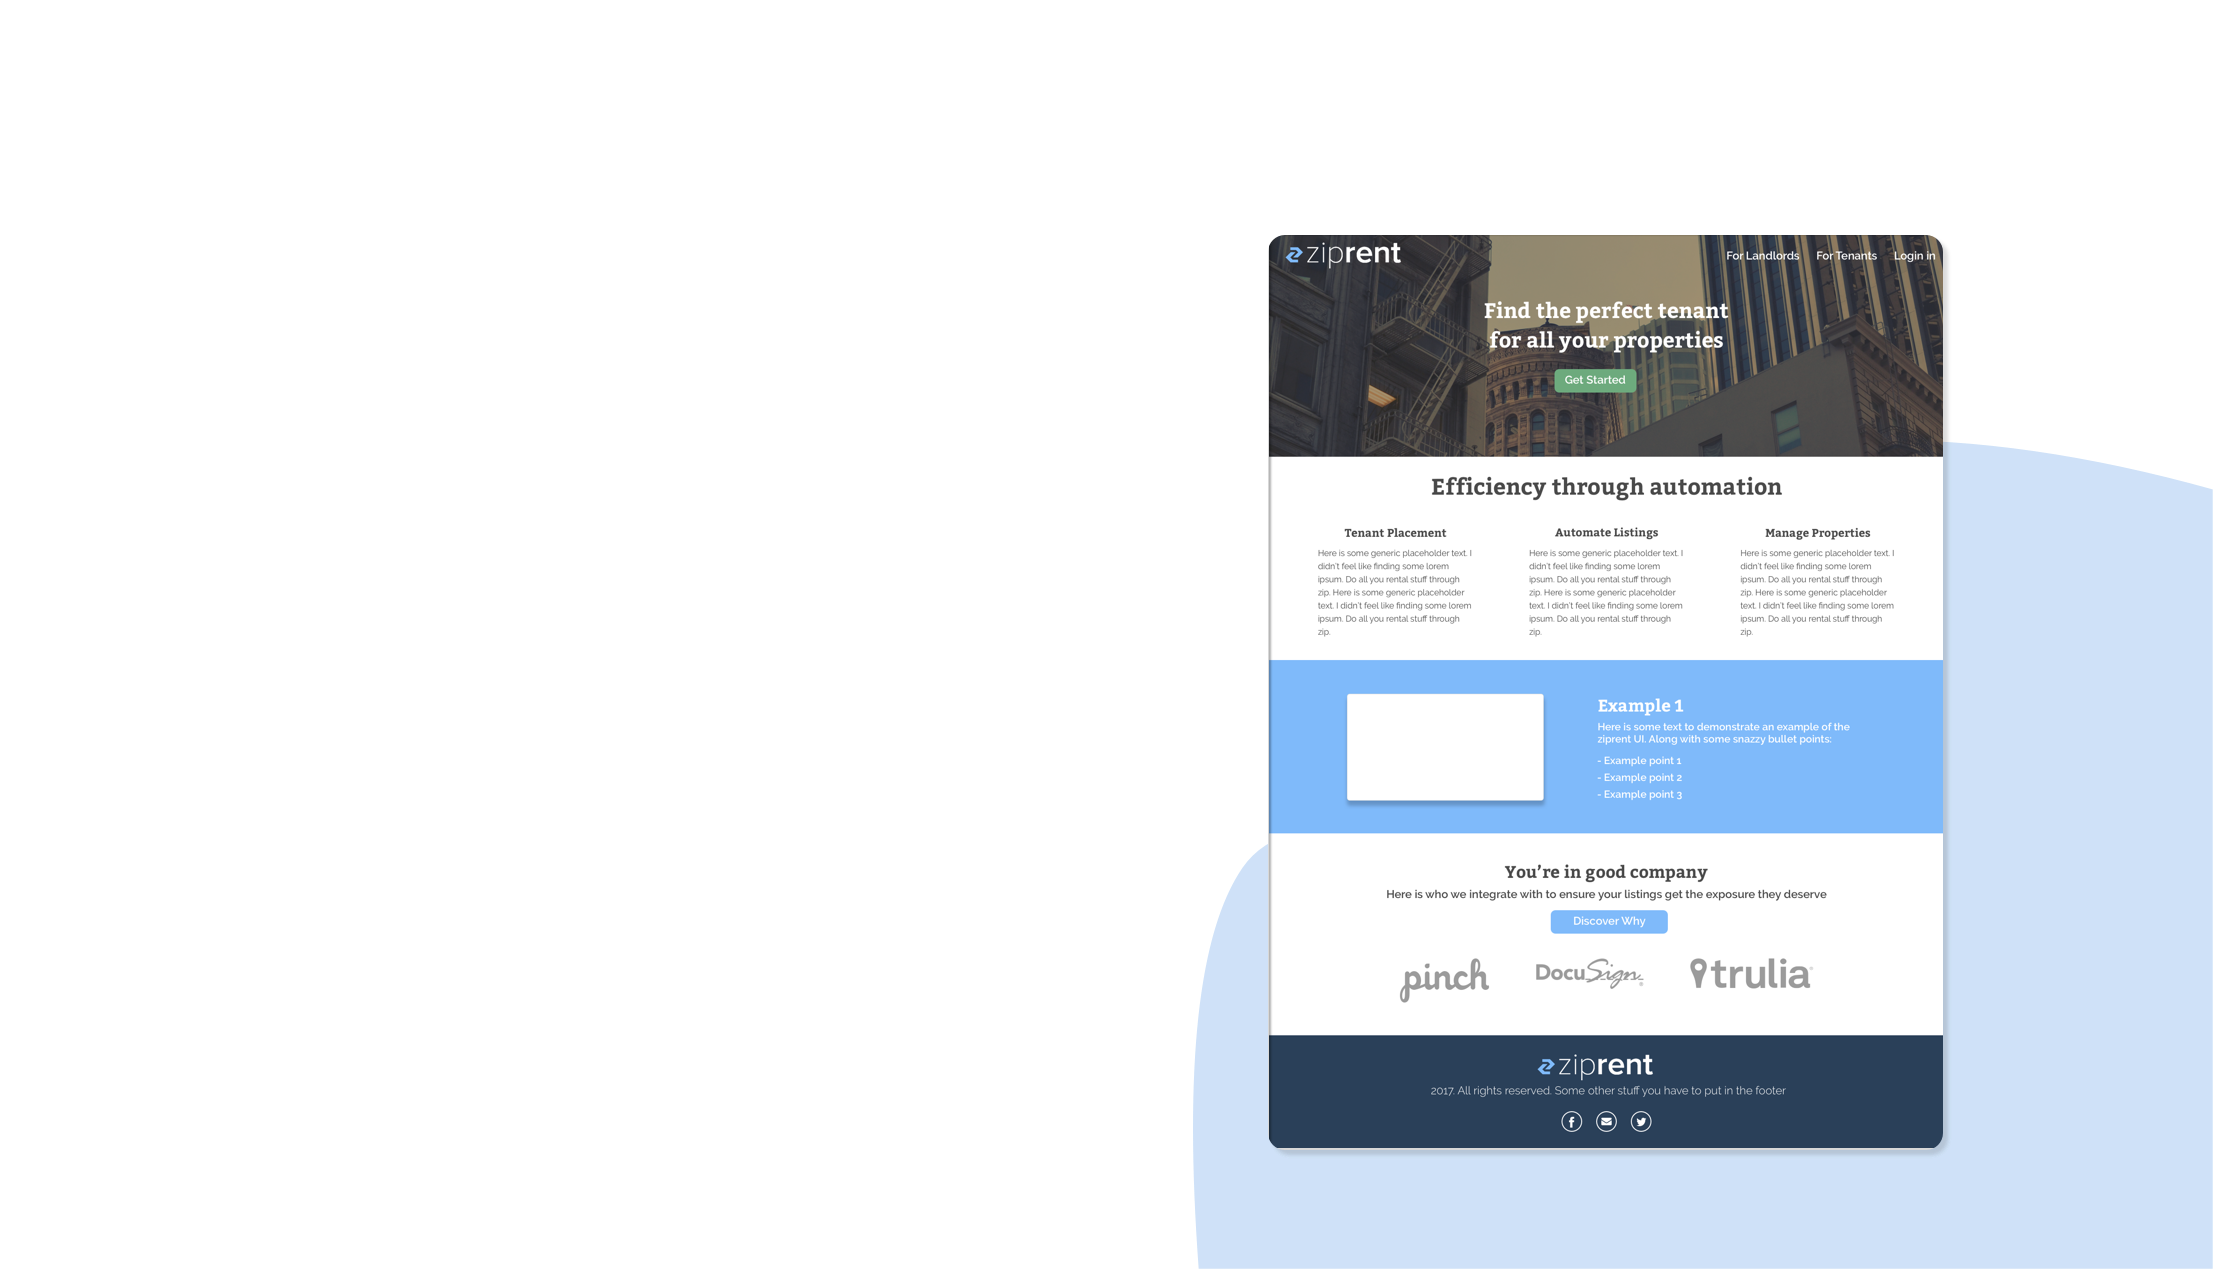 ziprent
For Landlords For Tenants Login in
Find the perfect tenant
for all your properties
Get Started
Efficiency through automation
Tenant Placement
Here is some generic placeholder text. I
didn't feel like finding some lorem
ipsum. Do all you rental stuff through
zip. Here is some generic placeholder
text. I didn't feel like finding some lorem
ipsum. Do all you rental stuff through
zip.
Automate Listings
Here is some generic placeholder text. I
didn't feel like finding some lorem
ipsum. Do all you rental stuff through
zip. Here is some generic placeholder
text. I didn't feel like finding some lorem
ipsum. Do all you rental stuff through
zip.
Manage Properties
Here is some generic placeholder text. I
didn't feel like finding some lorem
ipsum. Do all you rental stuff through
zip. Here is some generic placeholder
text. I didn't feel like finding some lorem
ipsum. Do all you rental stuff through
zip.
Example 1
Here is some text to demonstrate an example of the
ziprent UI. Along with some snazzy bullet points:
- Example point 1
- Example point 2
- Example point 3
You're in good company
Here is who we integrate with to ensure your listings get the exposure they deserve
Discover Why
pinch
DocuSign®
trulia®
ziprent
2017. All rights reserved. Some other stuff you have to put in the footer